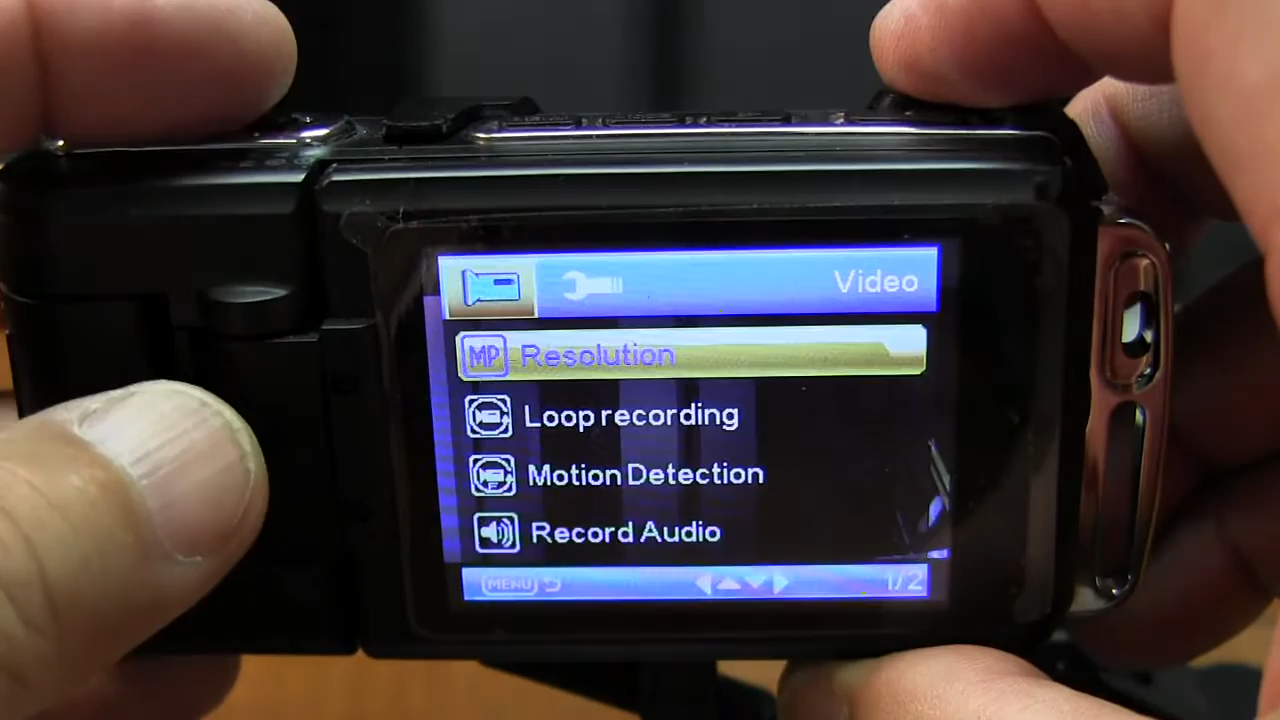 Video
MP Resolution
Loop recording
Motion Detection
Record Audio
MENU 1/2